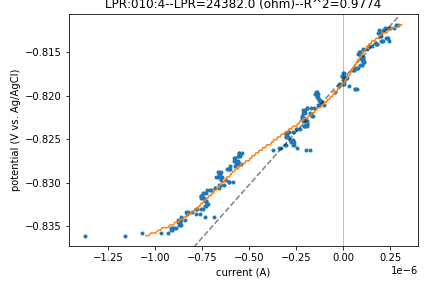 LPR:010:4--LPR=24382.0 (ohm)--R^2=0.9774
potential (V vs. Ag/AgCl)
−0.815
−0.820
−0.825
−0.830
−0.835
−1.25 −1.00 −0.75 −0.50 −0.25 0.00 0.25
1e−6
current (A)